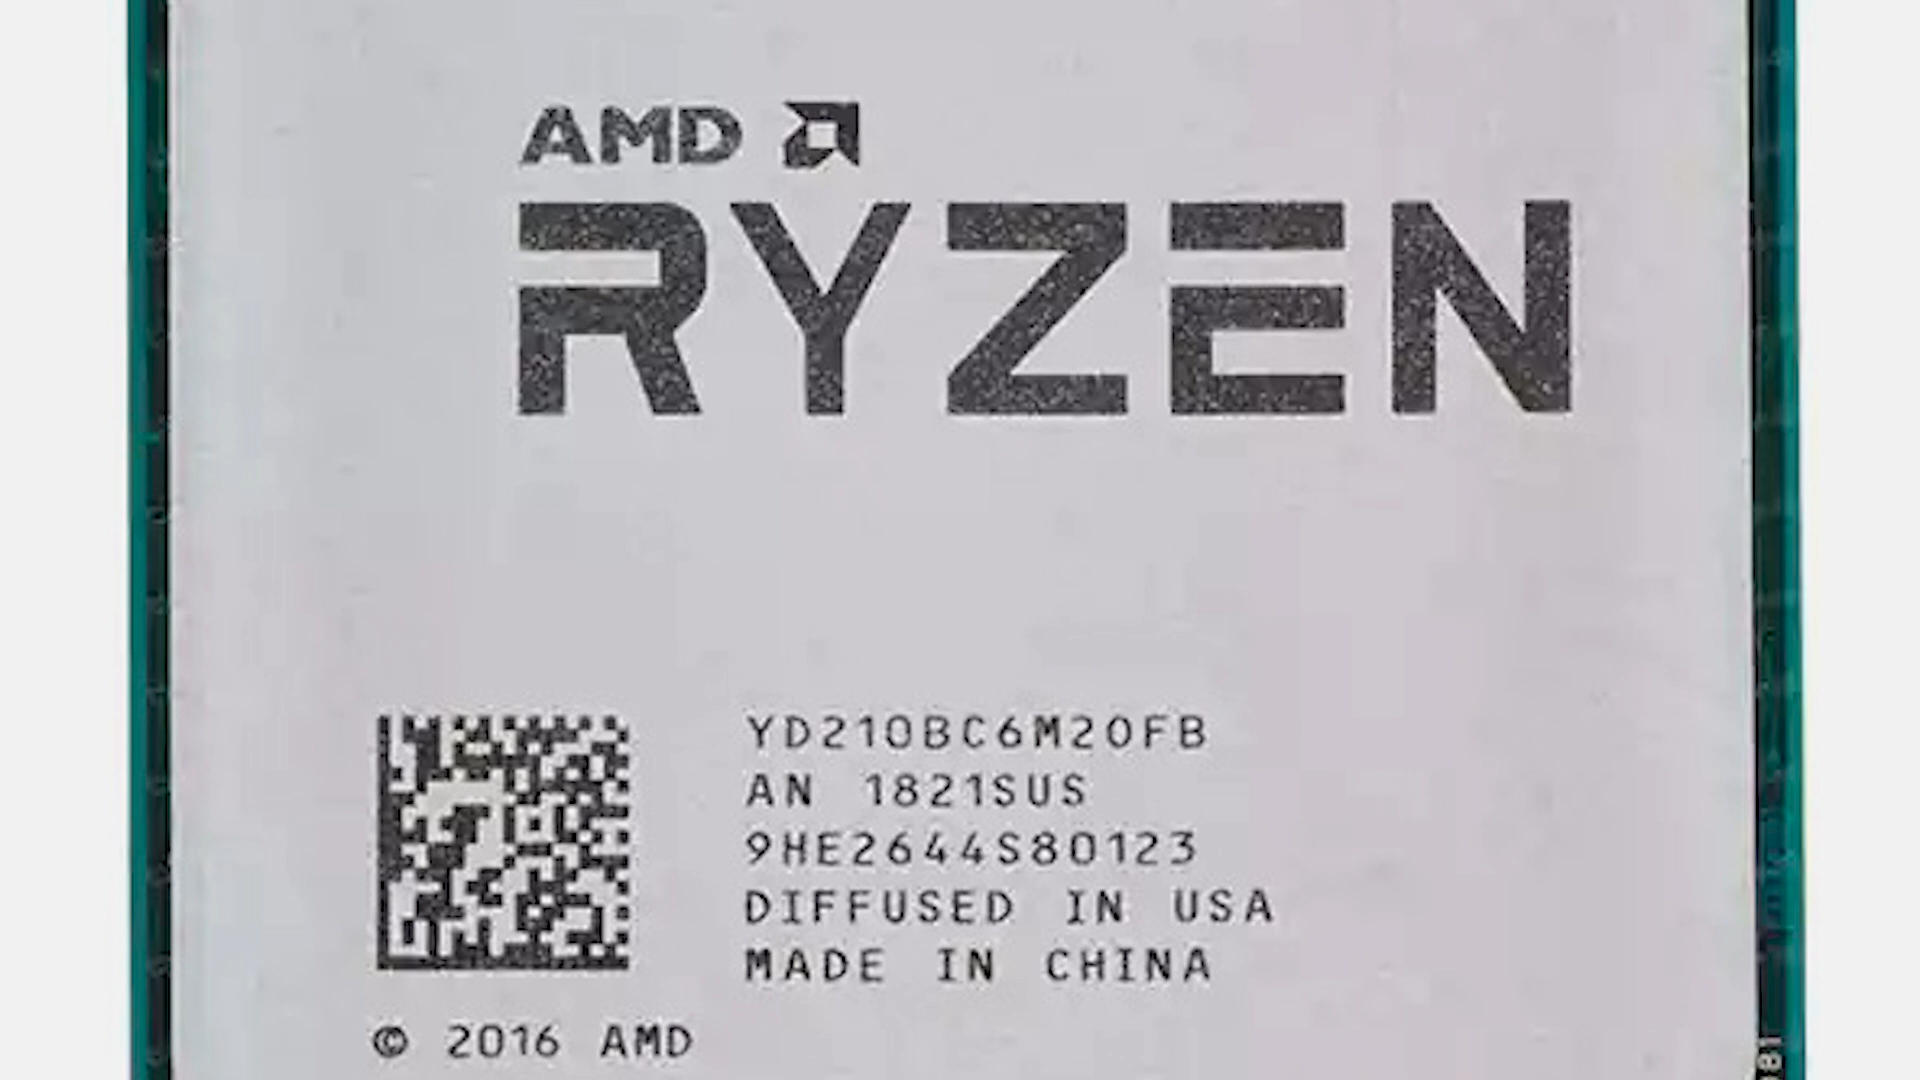 AMD
RYZEN
YD210BC6M20FB
AN 1821SUS
9HE2644S80123
DIFFUSED IN USA
MADE IN CHINA
© 2016 AMD